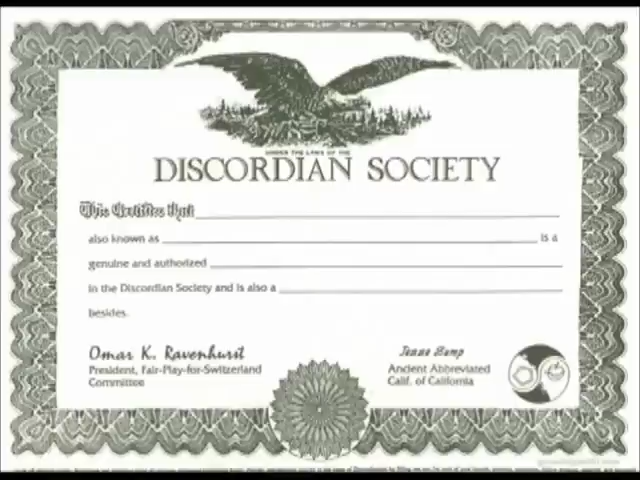 UNDER THE LAWS OF THE
DISCORDIAN SOCIETY
This Certifies that
also known as is a
genuine and authorized
in the Discordian Society and is also a
besides.
Omar K. Ravenhurst
President, Fair-Play-for-Switzerland
Committee
Ancient Abbreviated
Calif. of California